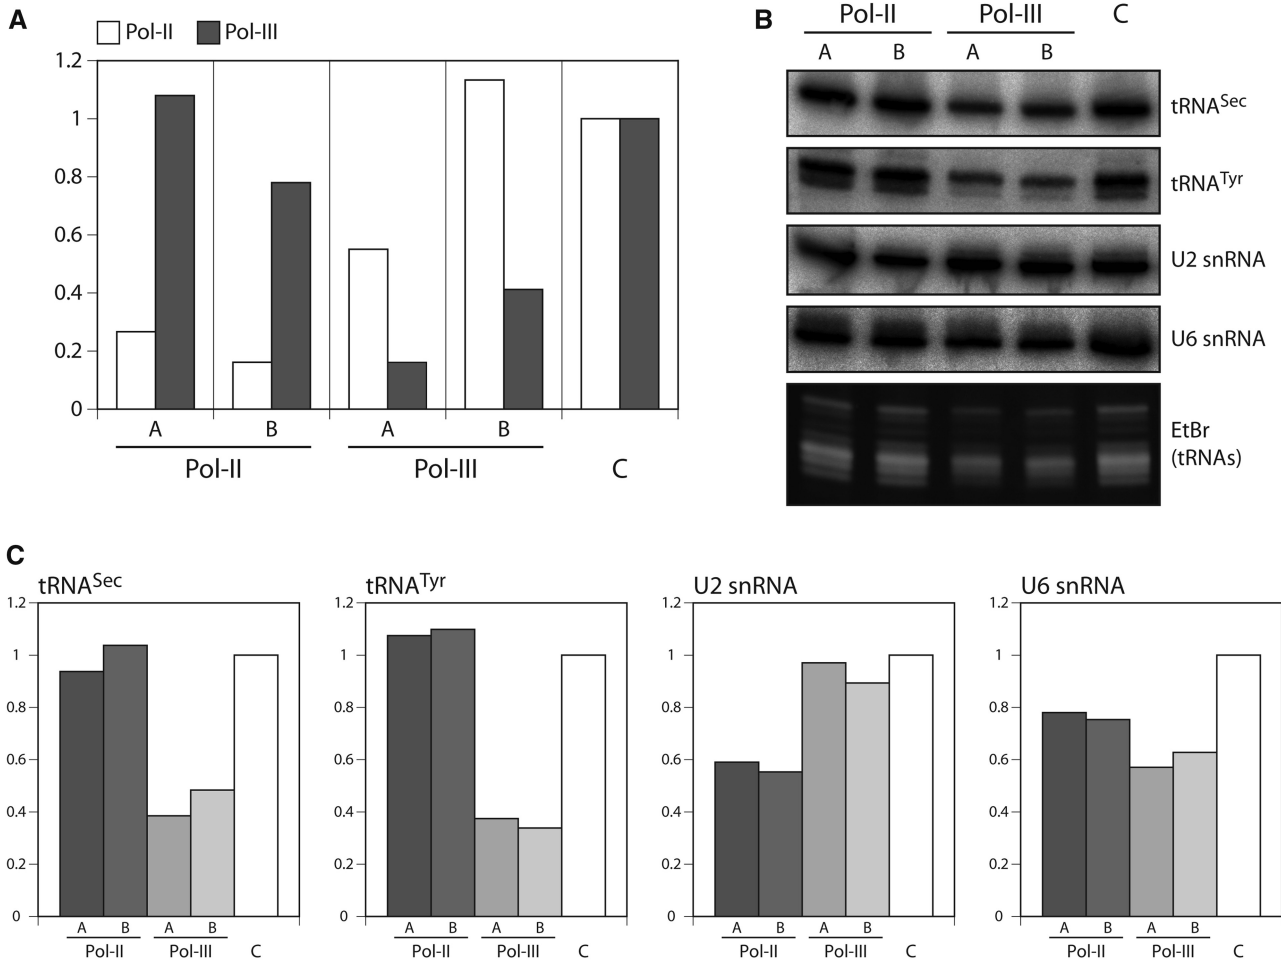 A
Pol-II Pol-III
1.2
1
0.8
0.6
0.4
0.2
0
A B A B
Pol-II Pol-III C
B
Pol-II Pol-III C
A B A B
tRNASec
tRNATyr
U2 snRNA
U6 snRNA
EtBr
(tRNAs)
C
tRNASec
1.2
1
0.8
0.6
0.4
0.2
0
A B A B
Pol-II Pol-III C
tRNATyr
1.2
1
0.8
0.6
0.4
0.2
0
A B A B
Pol-II Pol-III C
U2 snRNA
1.2
1
0.8
0.6
0.4
0.2
0
A B A B
Pol-II Pol-III C
U6 snRNA
1.2
1
0.8
0.6
0.4
0.2
0
A B A B
Pol-II Pol-III C